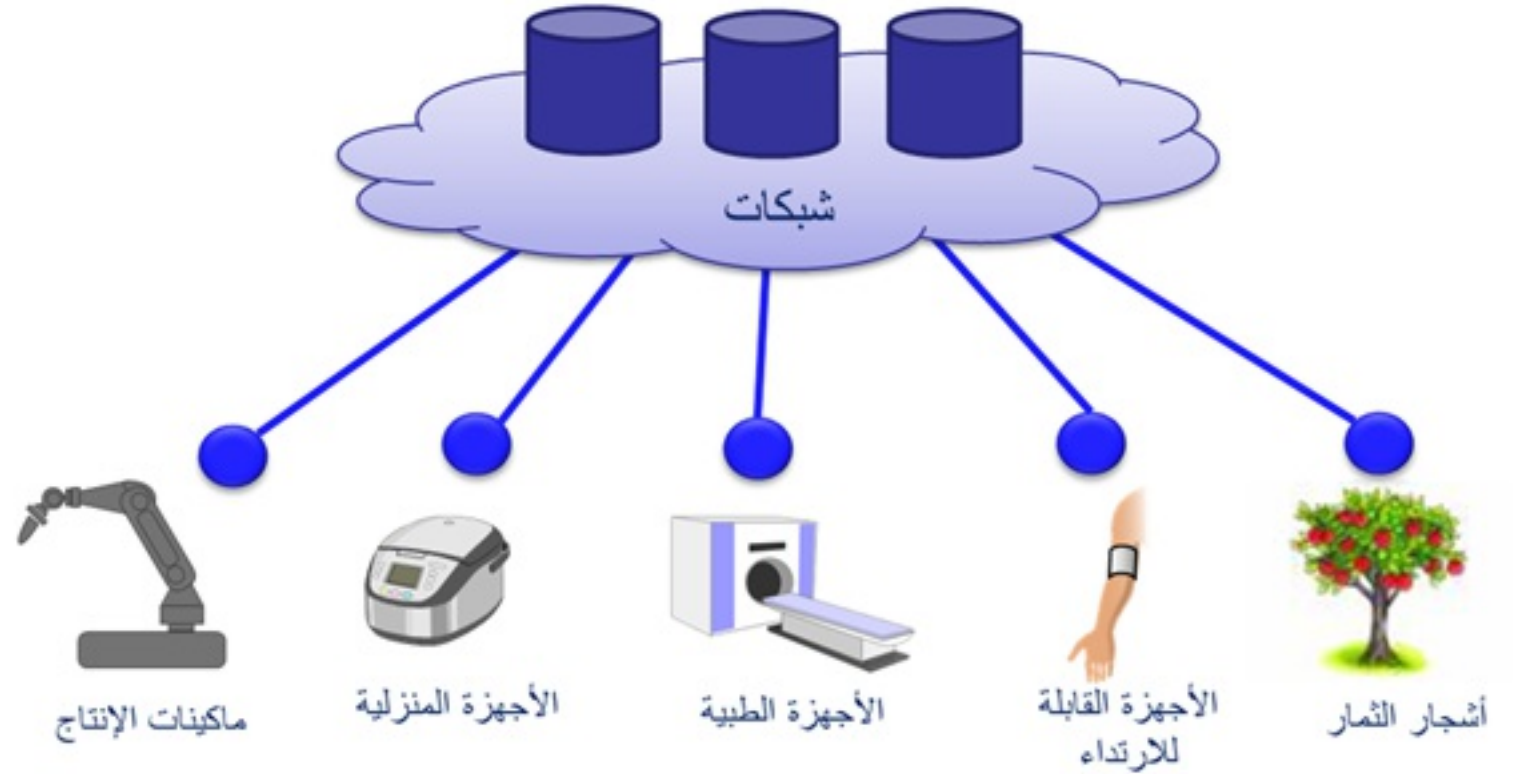 شبكات
أشجار الثمار
الأجهزة القابلة
للارتداء
الأجهزة الطبية
الأجهزة المنزلية
ماكينات الإنتاج